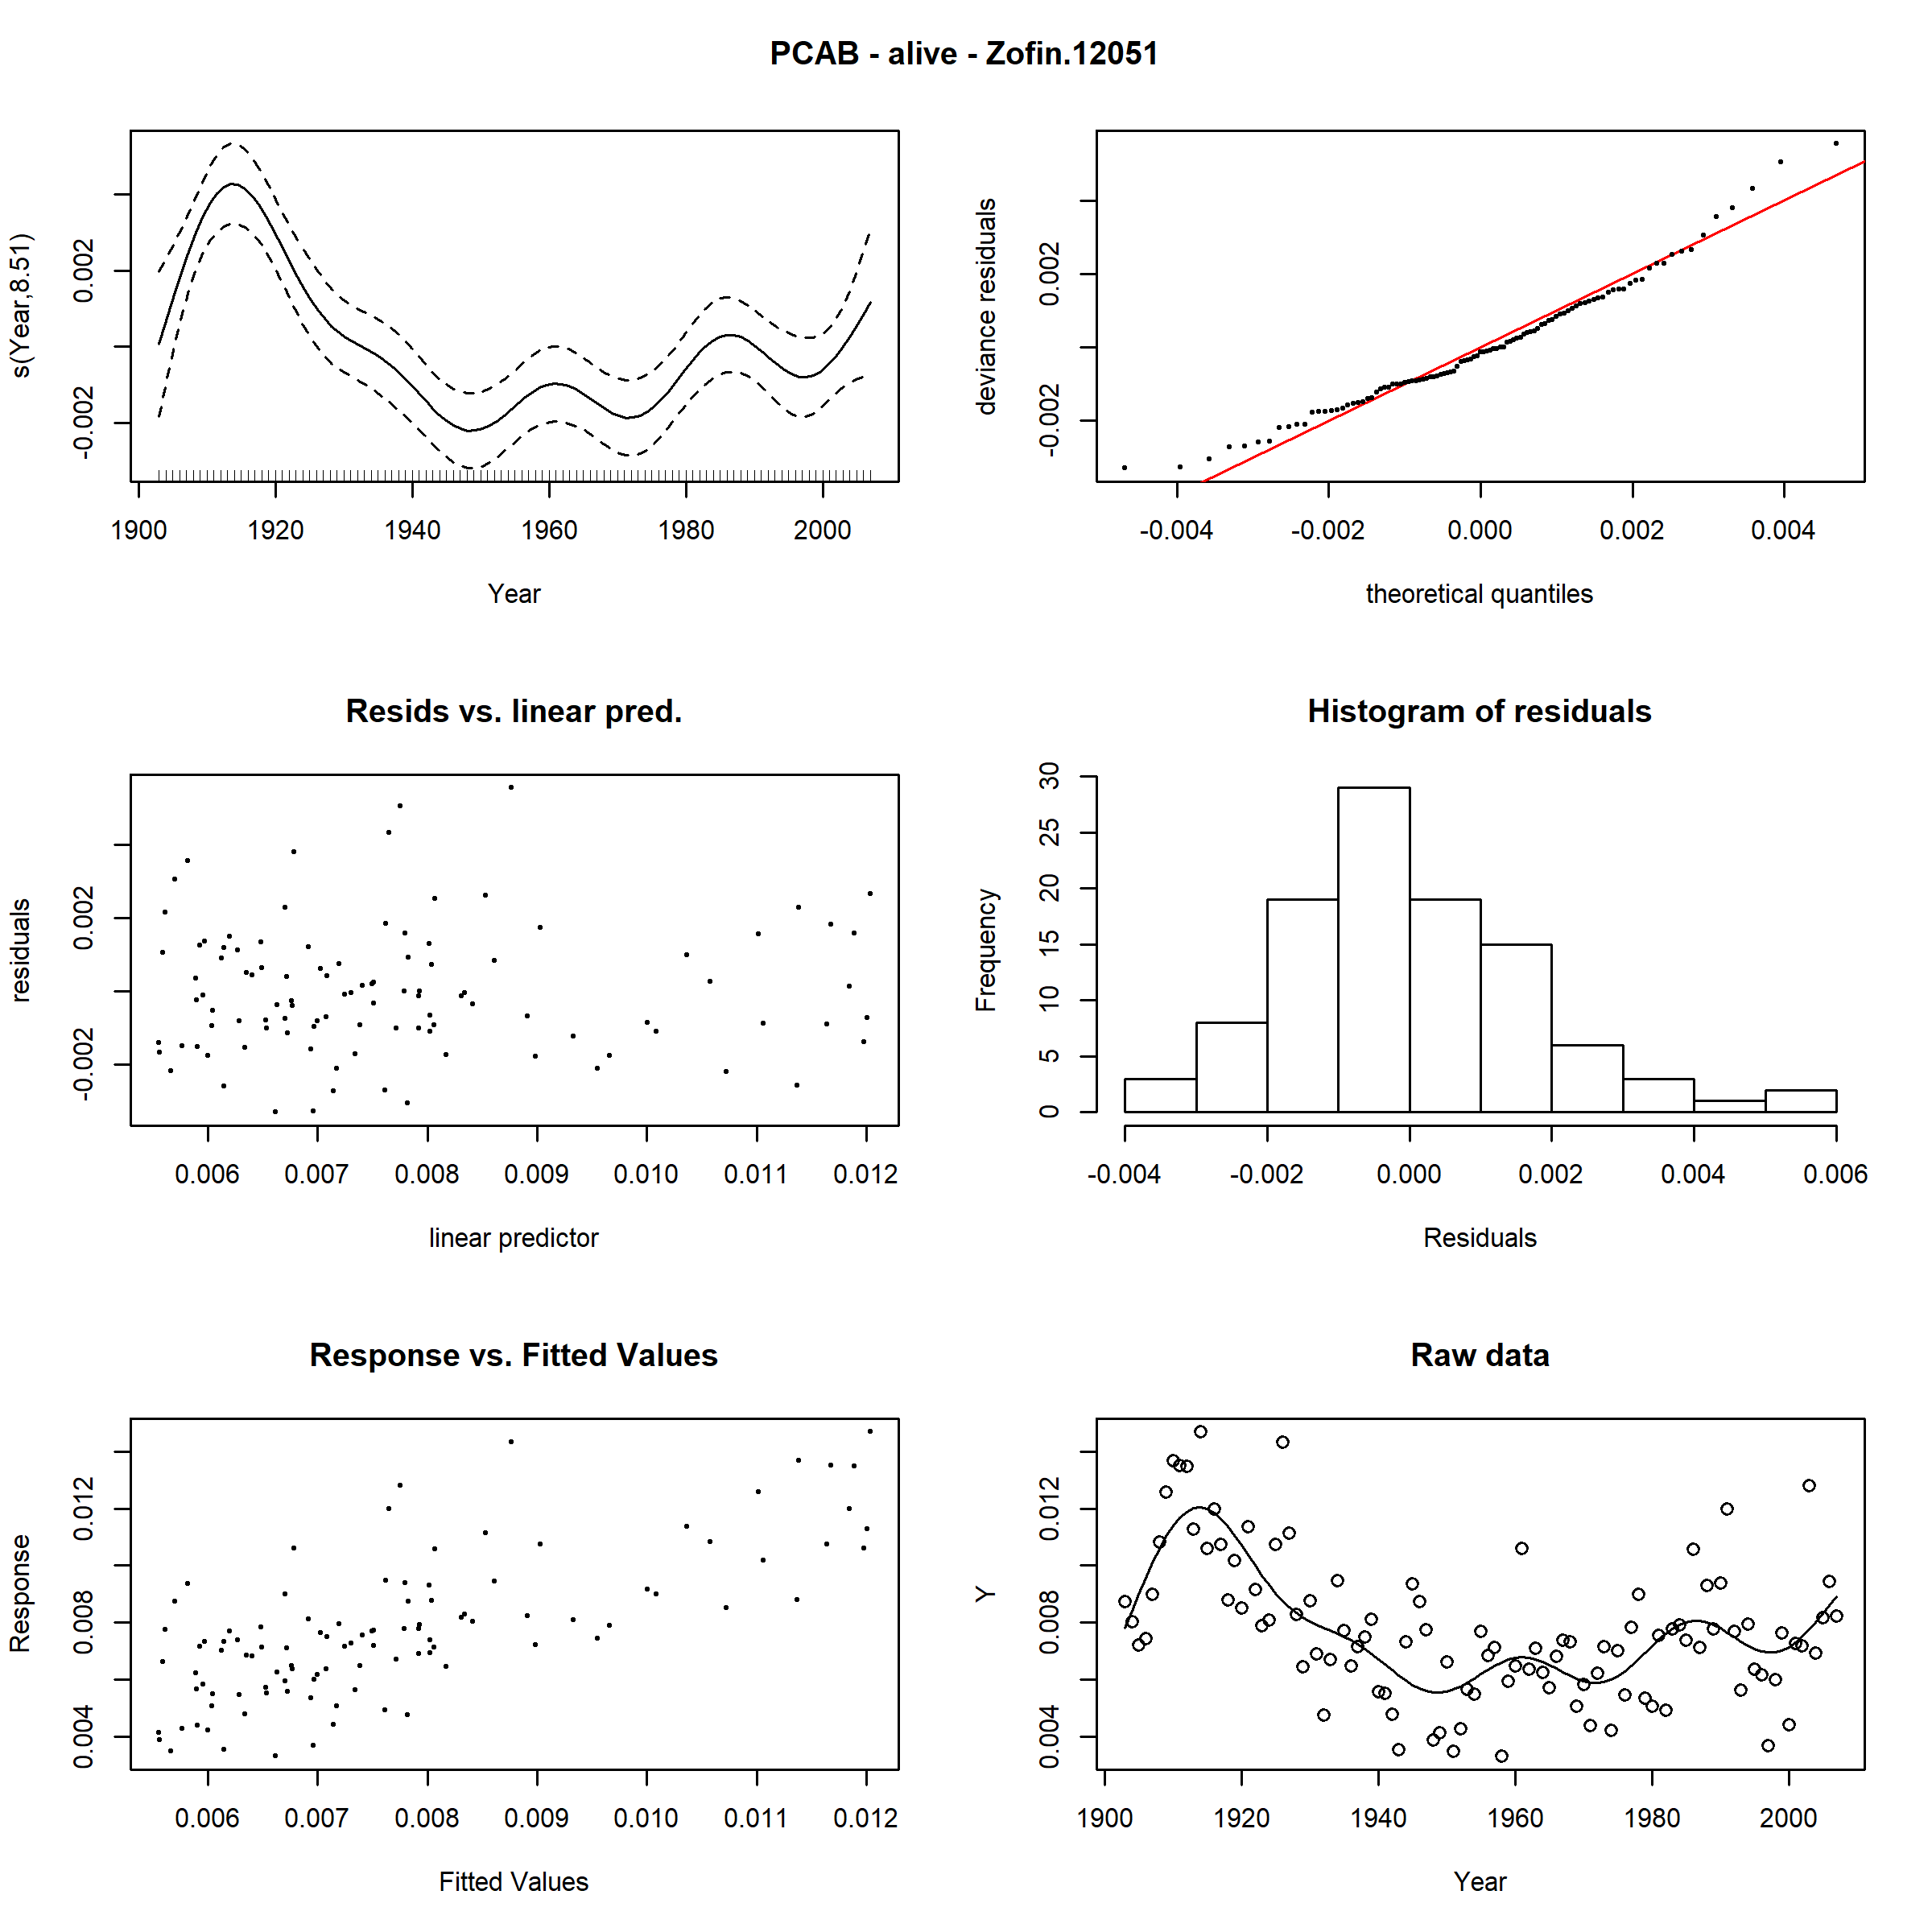 PCAB - alive - Zofin.12051
s(Year,8.51)
-0.002 0.002
1900 1920 1940 1960 1980 2000
Year
deviance residuals
-0.002 0.002
-0.004 -0.002 0.000 0.002 0.004
theoretical quantiles
Resids vs. linear pred.
residuals
-0.002 0.002
0.006 0.007 0.008 0.009 0.010 0.011 0.012
linear predictor
Histogram of residuals
Frequency
0 5 10 15 20 25 30
-0.004 -0.002 0.000 0.002 0.004 0.006
Residuals
Response vs. Fitted Values
Response
0.004 0.008 0.012
0.006 0.007 0.008 0.009 0.010 0.011 0.012
Fitted Values
Raw data
Y
0.004 0.008 0.012
1900 1920 1940 1960 1980 2000
Year